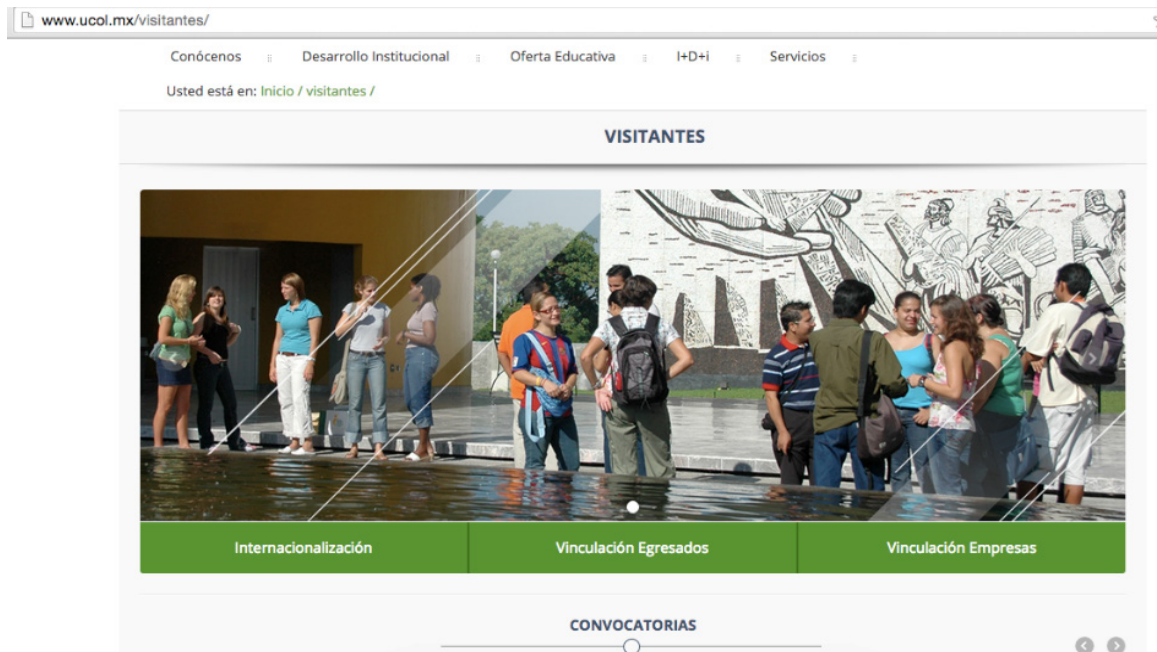 www.ucol.mx/visitantes/
Conócenos Desarrollo Institucional Oferta Educativa I+D+i Servicios
Usted está en: Inicio / visitantes /
VISITANTES
Internacionalización Vinculación Egresados Vinculación Empresas
CONVOCATORIAS